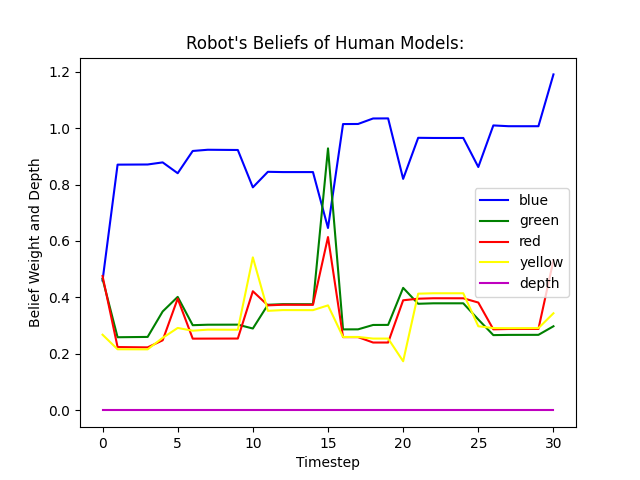 Robot's Beliefs of Human Models:
1.2
1.0
0.8
0.6
0.4
0.2
0.0
Belief Weight and Depth
blue
green
red
yellow
depth
0 5 10 15 20 25 30
Timestep